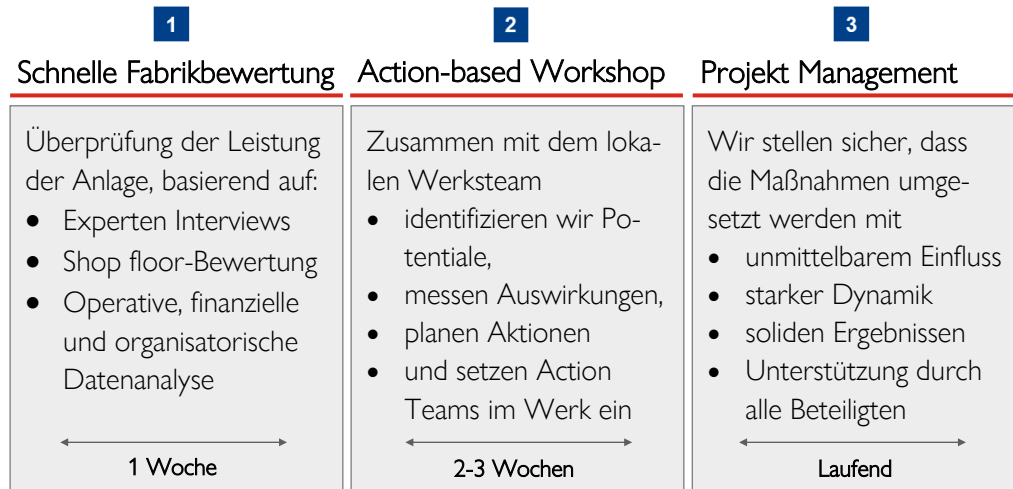 1
Schnelle Fabrikbewertung
Überprüfung der Leistung
der Anlage, basierend auf:
• Experten Interviews
• Shop floor-Bewertung
• Operative, finanzielle
und organisatorische
Datenanalyse
1 Woche
2
Action-based Workshop
Zusammen mit dem loka-
len Werksteam
• identifizieren wir Po-
tentiale,
• messen Auswirkungen,
• planen Aktionen
• und setzen Action
Teams im Werk ein
2-3 Wochen
3
Projekt Management
Wir stellen sicher, dass
die Maßnahmen umge-
setzt werden mit
• unmittelbarem Einfluss
• starker Dynamik
• soliden Ergebnissen
• Unterstützung durch
alle Beteiligten
Laufend